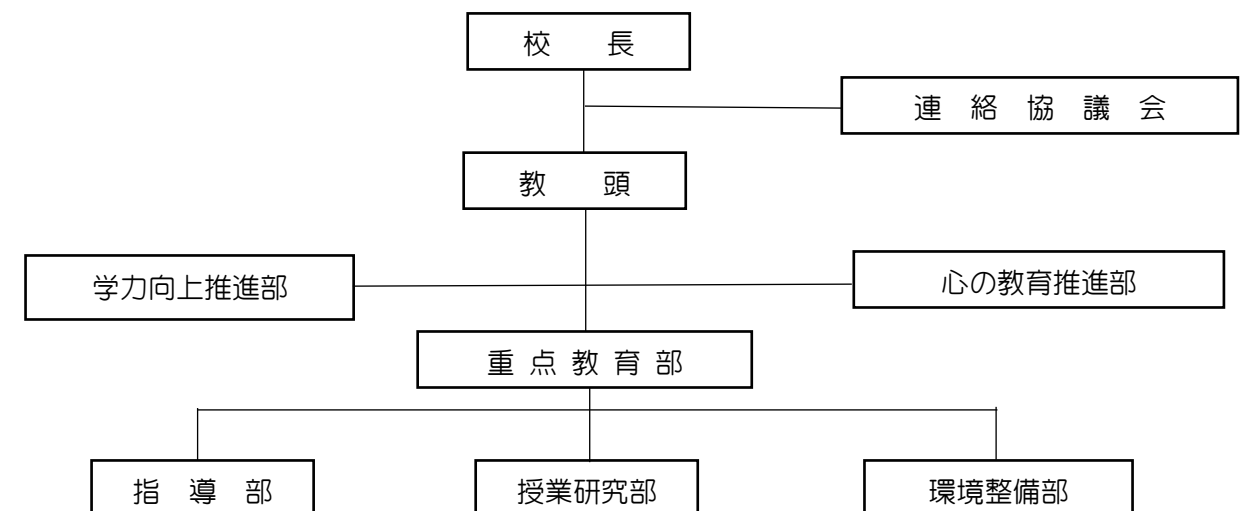 校　　長
連　絡　協　議　会
教　　頭
学力向上推進部
心の教育推進部
重 点 教 育 部
指　導　部
授業研究部
環境整備部